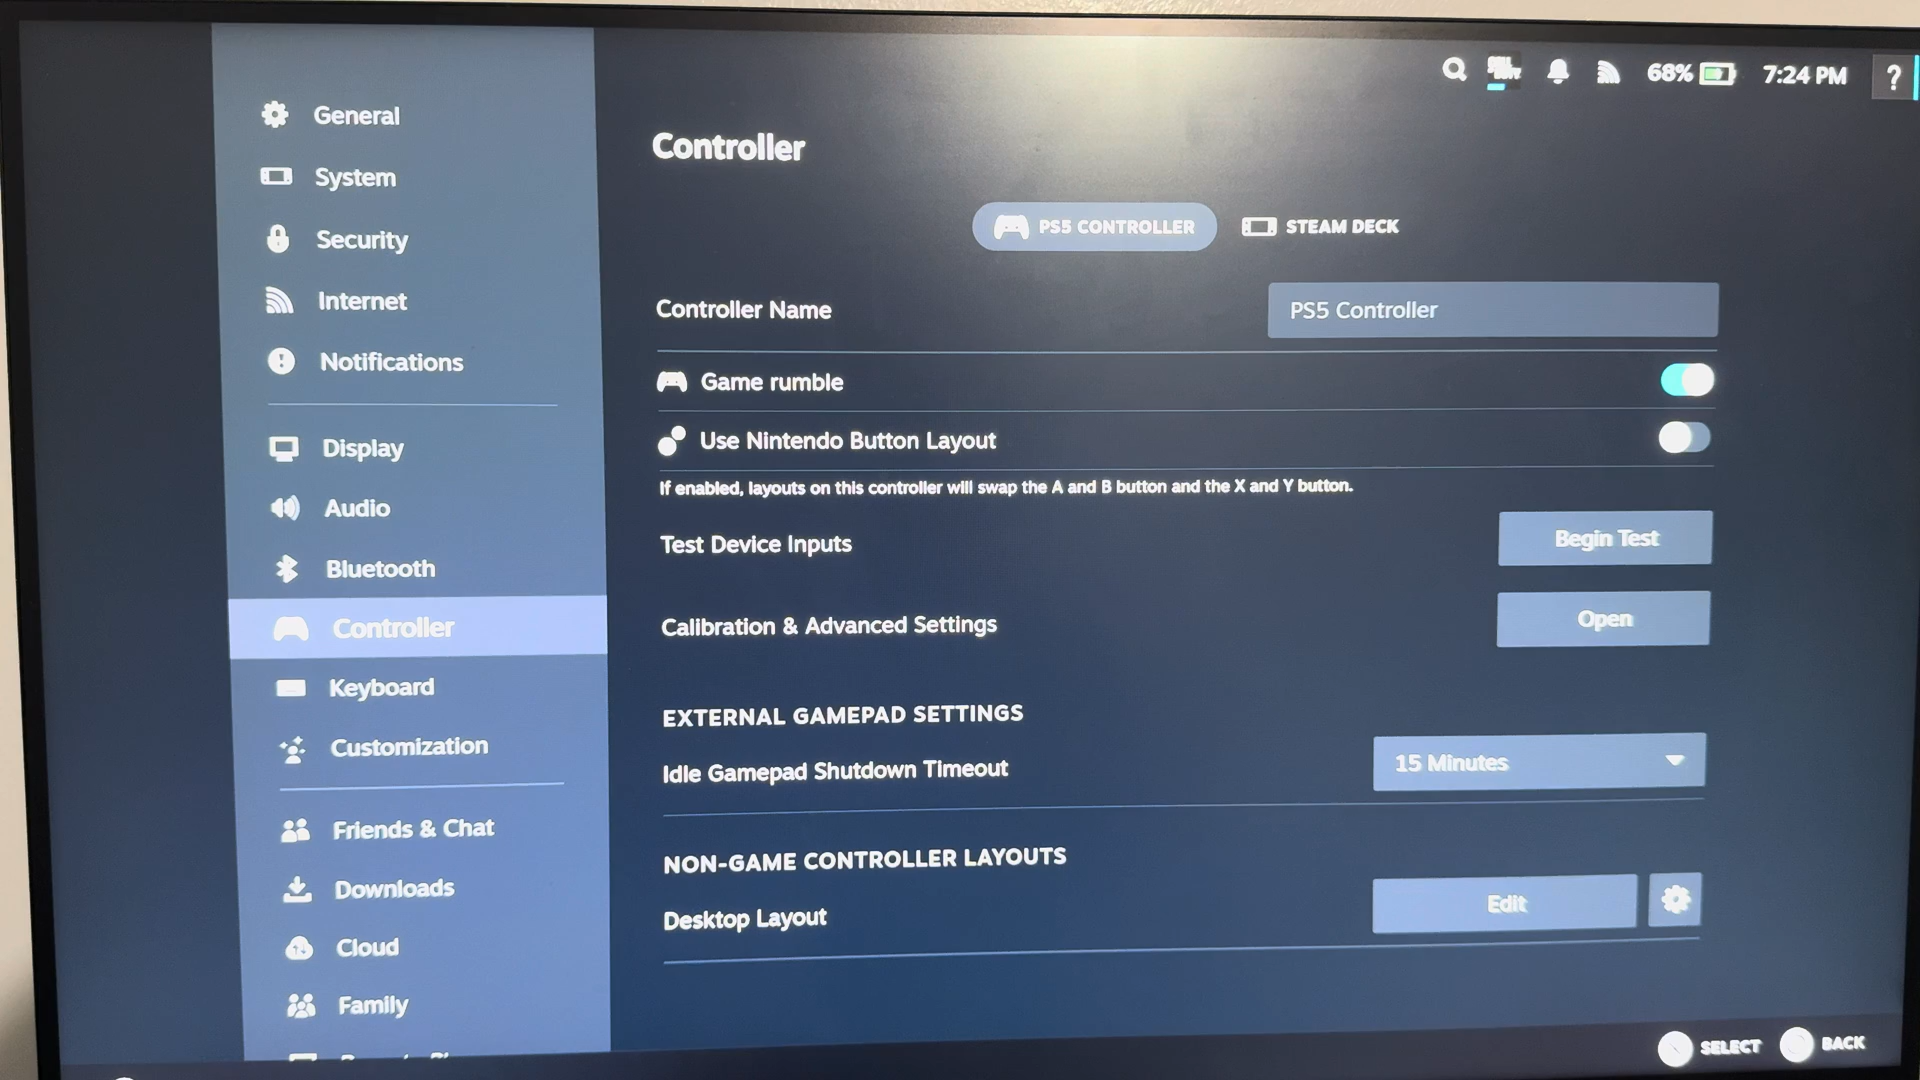 68%
7:24 PM
?
General
System
Security
Internet
Notifications
Display
Audio
Bluetooth
Controller
Keyboard
Customization
Friends & Chat
Downloads
Cloud
Family
Controller
PS5 CONTROLLER
STEAM DECK
Controller Name
PS5 Controller
Game rumble
Use Nintendo Button Layout
If enabled, layouts on this controller will swap the A and B button and the X and Y button.
Test Device Inputs
Begin Test
Calibration & Advanced Settings
Open
EXTERNAL GAMEPAD SETTINGS
Idle Gamepad Shutdown Timeout
15 Minutes
NON-GAME CONTROLLER LAYOUTS
Desktop Layout
Edit
SELECT
BACK